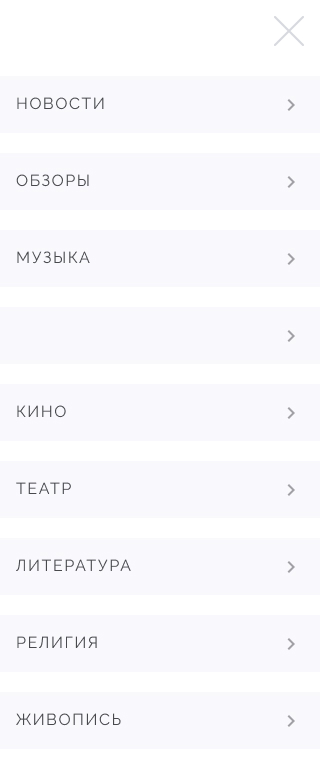 НОВОСТИ
ОБЗОРЫ
МУЗЫКА
КИНО
ТЕАТР
ЛИТЕРАТУРА
РЕЛИГИЯ
ЖИВОПИСЬ